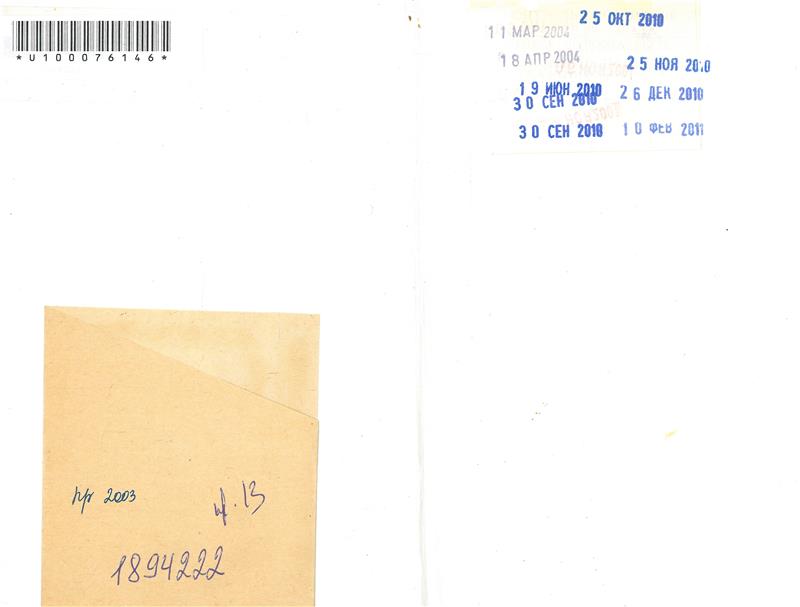 *U100076146*
25 ОКТ 2010
11 МАР 2004
18 АПР 2004
25 НОЯ 2010
19 ИЮН 2010
26 ДЕК 2010
30 СЕН 2010
30 СЕН 2010
10 ФЕВ 2011
2003
13
1894222